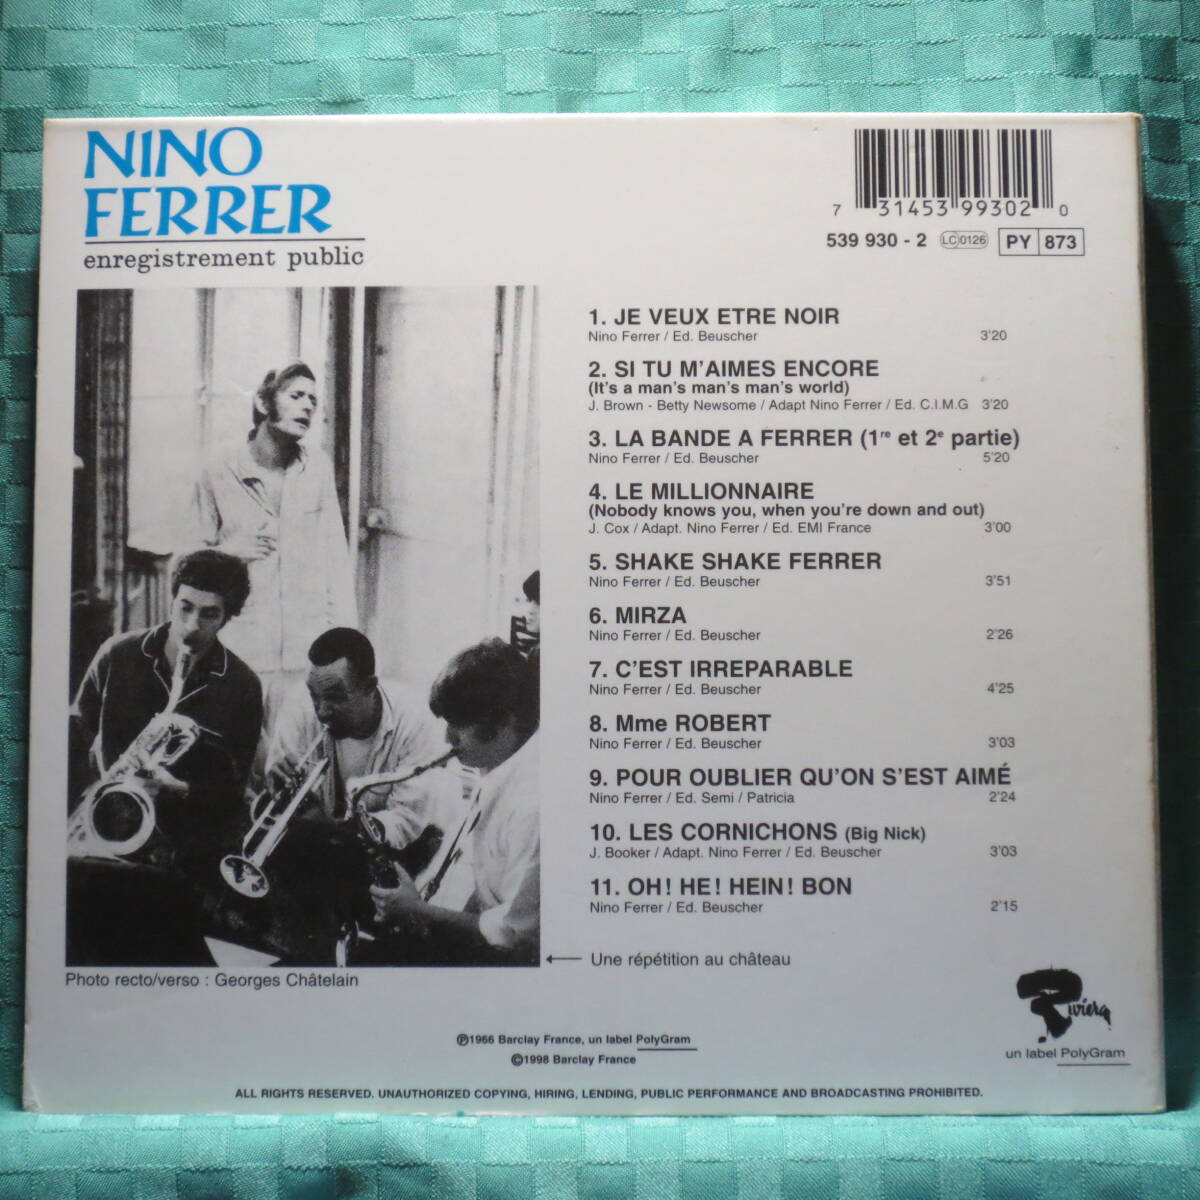 NINO
FERRER
enregistrement public
7 31453 99302 0
539 930 - 2 LC 0126 PY 873
1. JE VEUX ETRE NOIR
Nino Ferrer / Ed. Beuscher 3'20
2. SI TU M'AIMES ENCORE
(It's a man's man's man's world)
J. Brown - Betty Newsome / Adapt Nino Ferrer / Ed. C.I.M.G 3'20
3. LA BANDE A FERRER (1re et 2e partie)
Nino Ferrer / Ed. Beuscher 5'20
4. LE MILLIONNAIRE
(Nobody knows you, when you're down and out)
J. Cox / Adapt. Nino Ferrer / Ed. EMI France 3'00
5. SHAKE SHAKE FERRER
Nino Ferrer / Ed. Beuscher 3'51
6. MIRZA
Nino Ferrer / Ed. Beuscher 2'26
7. C'EST IRREPARABLE
Nino Ferrer / Ed. Beuscher 4'25
8. Mme ROBERT
Nino Ferrer / Ed. Beuscher 3'03
9. POUR OUBLIER QU'ON S'EST AIMÉ
Nino Ferrer / Ed. Semi / Patricia 2'24
10. LES CORNICHONS (Big Nick)
J. Booker / Adapt. Nino Ferrer / Ed. Beuscher 3'03
11. OH! HE! HEIN! BON
Nino Ferrer / Ed. Beuscher 2'15
← Une répétition au château
Photo recto/verso : Georges Châtelain
Riviera
un label PolyGram
℗1966 Barclay France, un label PolyGram
©1998 Barclay France
ALL RIGHTS RESERVED. UNAUTHORIZED COPYING, HIRING, LENDING, PUBLIC PERFORMANCE AND BROADCASTING PROHIBITED.